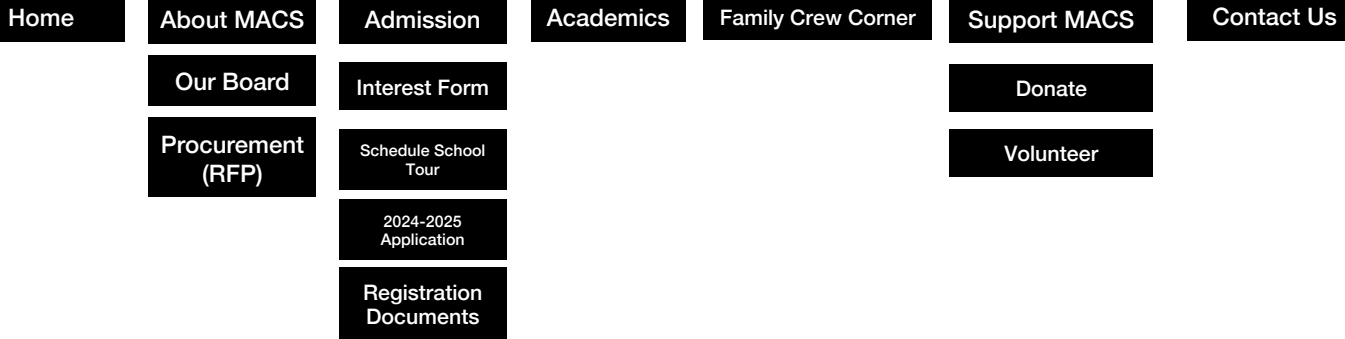 Home
About MACS
Admission
Academics
Family Crew Corner
Support MACS
Contact Us
Our Board
Procurement
(RFP)
Interest Form
Schedule School
Tour
2024-2025
Application
Registration
Documents
Donate
Volunteer